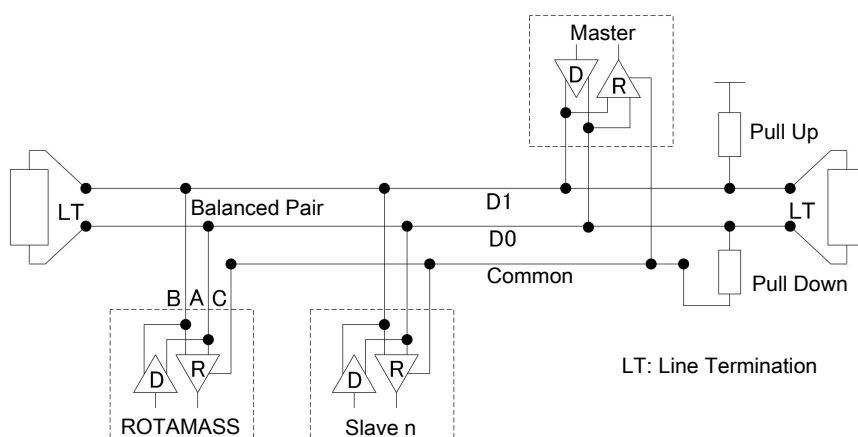 Master
D
R
Pull Up
LT
Balanced Pair
D1
LT
D0
Common
Pull Down
B A C
D
R
D
R
LT: Line Termination
ROTAMASS
Slave n